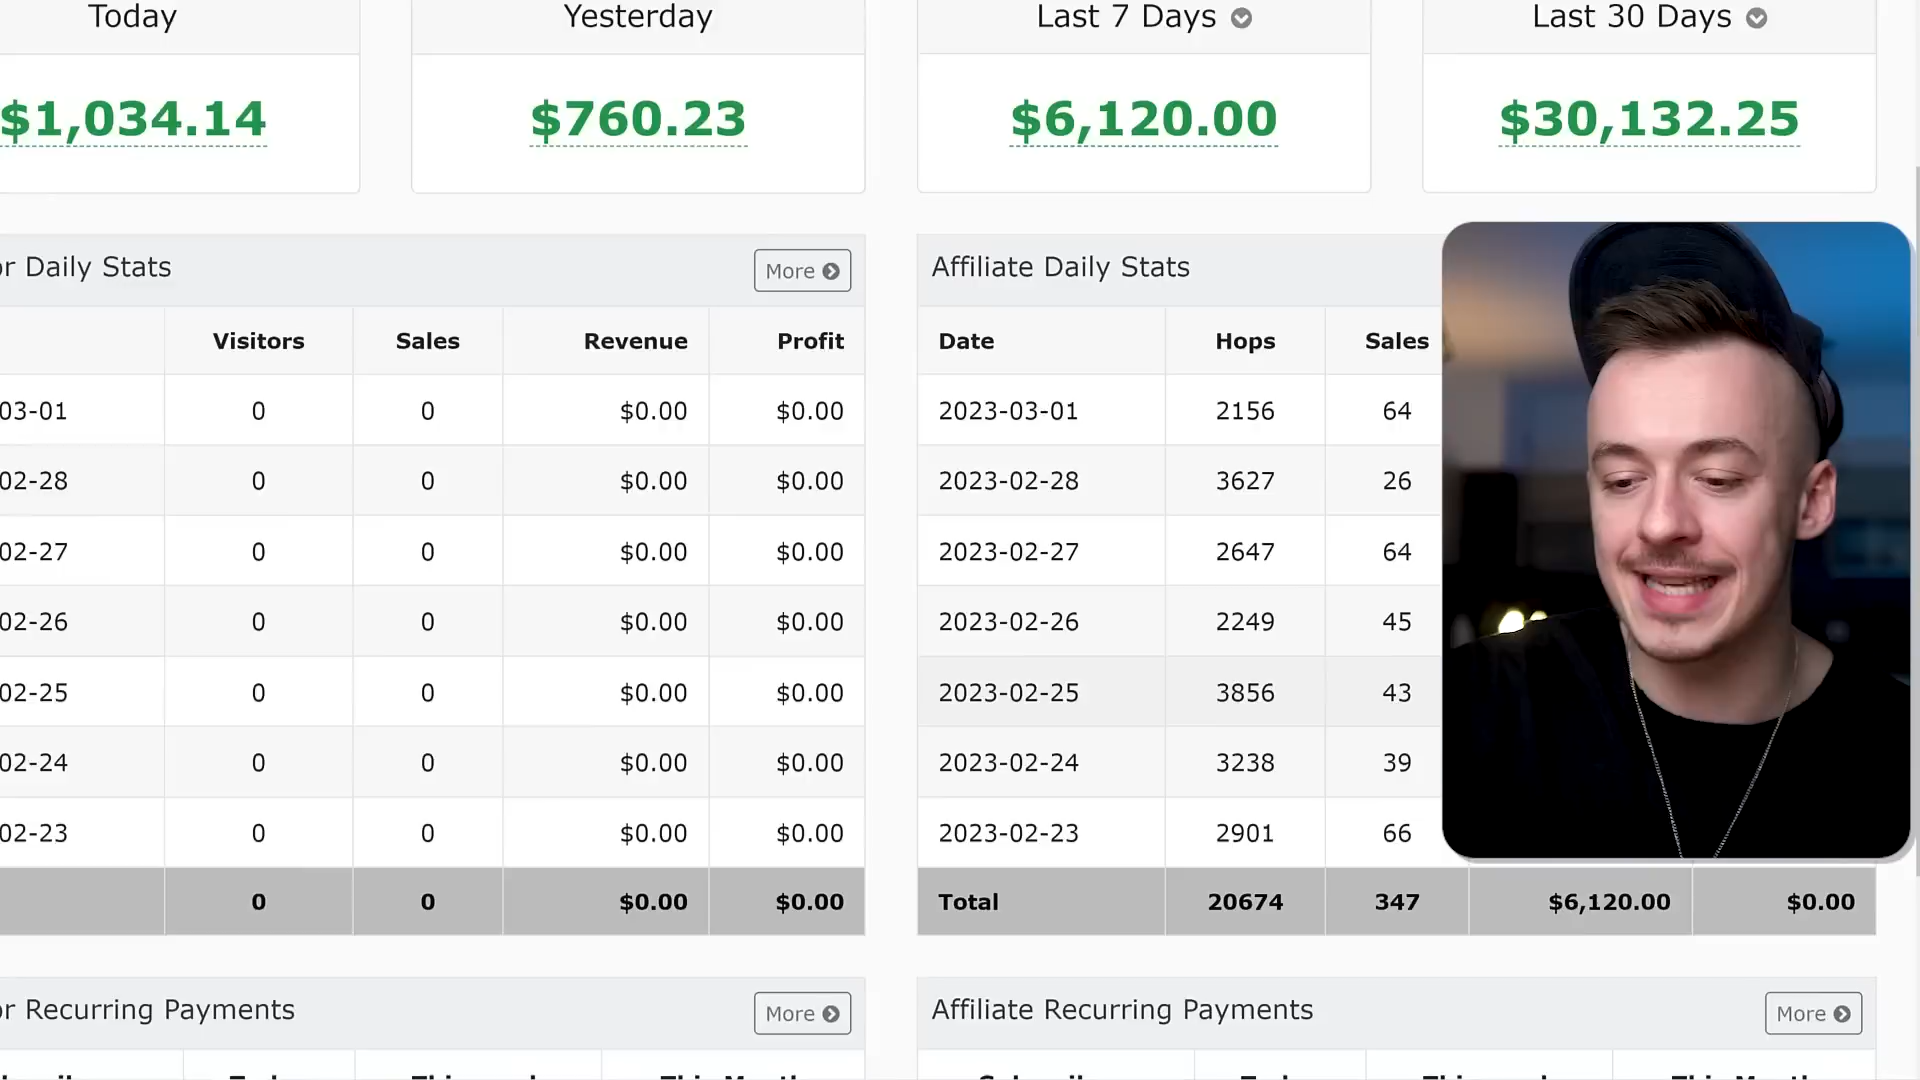 Today Yesterday Last 7 Days Last 30 Days
$1,034.14 $760.23 $6,120.00 $30,132.25
r Daily Stats More Affiliate Daily Stats
Visitors Sales Revenue Profit Date Hops Sales
03-01 0 0 $0.00 $0.00 2023-03-01 2156 64
02-28 0 0 $0.00 $0.00 2023-02-28 3627 26
02-27 0 0 $0.00 $0.00 2023-02-27 2647 64
02-26 0 0 $0.00 $0.00 2023-02-26 2249 45
02-25 0 0 $0.00 $0.00 2023-02-25 3856 43
02-24 0 0 $0.00 $0.00 2023-02-24 3238 39
02-23 0 0 $0.00 $0.00 2023-02-23 2901 66
0 0 $0.00 $0.00 Total 20674 347 $6,120.00 $0.00
r Recurring Payments More Affiliate Recurring Payments More